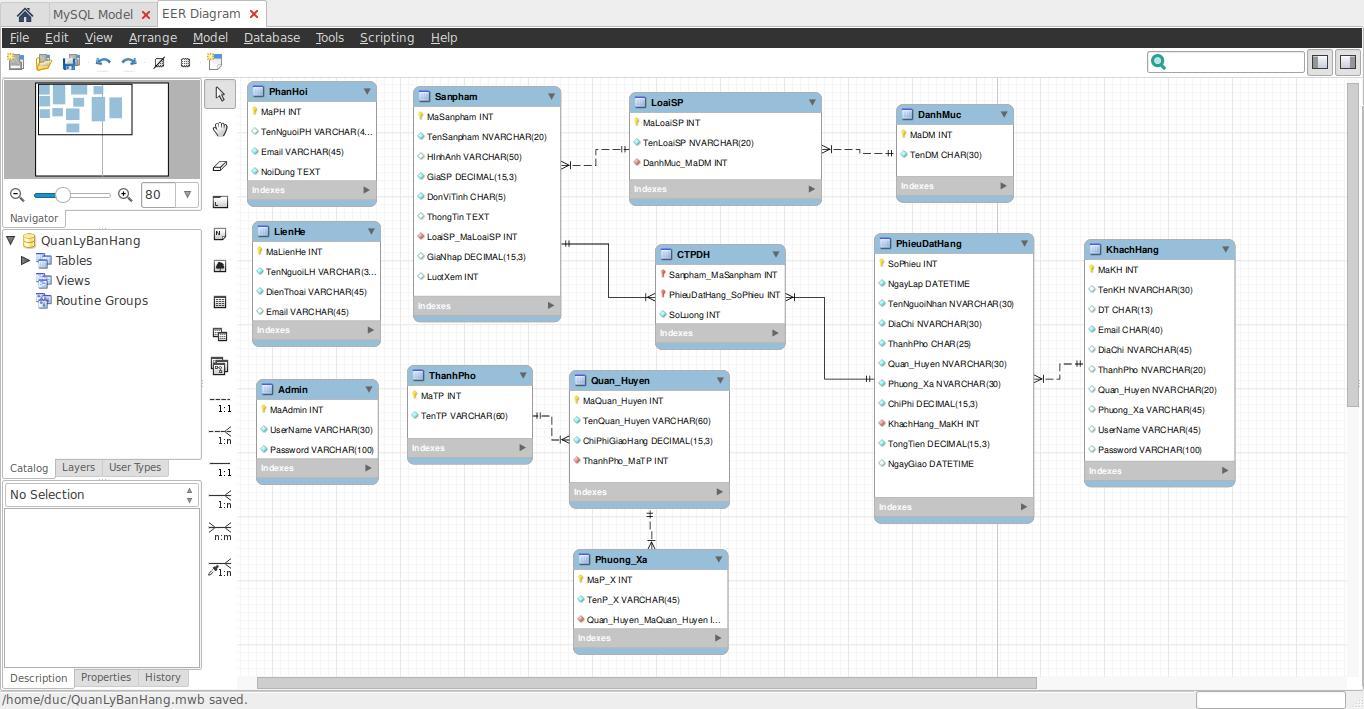 MySQL Model
EER Diagram
File Edit View Arrange Model Database Tools Scripting Help
80
Navigator
QuanLyBanHang
Tables
Views
Routine Groups
Catalog Layers User Types
No Selection
Description Properties History
/home/duc/QuanLyBanHang.mwb saved.
1:1
1:n
1:1
1:n
n:m
1:n
PhanHoi
MaPH INT
TenNguoiPH VARCHAR(4...
Email VARCHAR(45)
NoiDung TEXT
Indexes
LienHe
MaLienHe INT
TenNguoiLH VARCHAR(3...
DienThoai VARCHAR(45)
Email VARCHAR(45)
Indexes
Admin
MaAdmin INT
UserName VARCHAR(30)
Password VARCHAR(100)
Indexes
Sanpham
MaSanpham INT
TenSanpham NVARCHAR(20)
HInhAnh VARCHAR(50)
GiaSP DECIMAL(15,3)
DonViTinh CHAR(5)
ThongTin TEXT
LoaiSP_MaLoaiSP INT
GiaNhap DECIMAL(15,3)
LuotXem INT
Indexes
ThanhPho
MaTP INT
TenTP VARCHAR(60)
Indexes
LoaiSP
MaLoaiSP INT
TenLoaiSP NVARCHAR(20)
DanhMuc_MaDM INT
Indexes
CTPDH
Sanpham_MaSanpham INT
PhieuDatHang_SoPhieu INT
SoLuong INT
Indexes
Quan_Huyen
MaQuan_Huyen INT
TenQuan_Huyen VARCHAR(60)
ChiPhiGiaoHang DECIMAL(15,3)
ThanhPho_MaTP INT
Indexes
Phuong_Xa
MaP_X INT
TenP_X VARCHAR(45)
Quan_Huyen_MaQuan_Huyen I...
Indexes
DanhMuc
MaDM INT
TenDM CHAR(30)
Indexes
PhieuDatHang
SoPhieu INT
NgayLap DATETIME
TenNguoiNhan NVARCHAR(30)
DiaChi NVARCHAR(30)
ThanhPho CHAR(25)
Quan_Huyen NVARCHAR(30)
Phuong_Xa NVARCHAR(30)
ChiPhi DECIMAL(15,3)
KhachHang_MaKH INT
TongTien DECIMAL(15,3)
NgayGiao DATETIME
Indexes
KhachHang
MaKH INT
TenKH NVARCHAR(30)
DT CHAR(13)
Email CHAR(40)
DiaChi NVARCHAR(45)
ThanhPho NVARCHAR(20)
Quan_Huyen NVARCHAR(20)
Phuong_Xa VARCHAR(45)
UserName VARCHAR(45)
Password VARCHAR(100)
Indexes